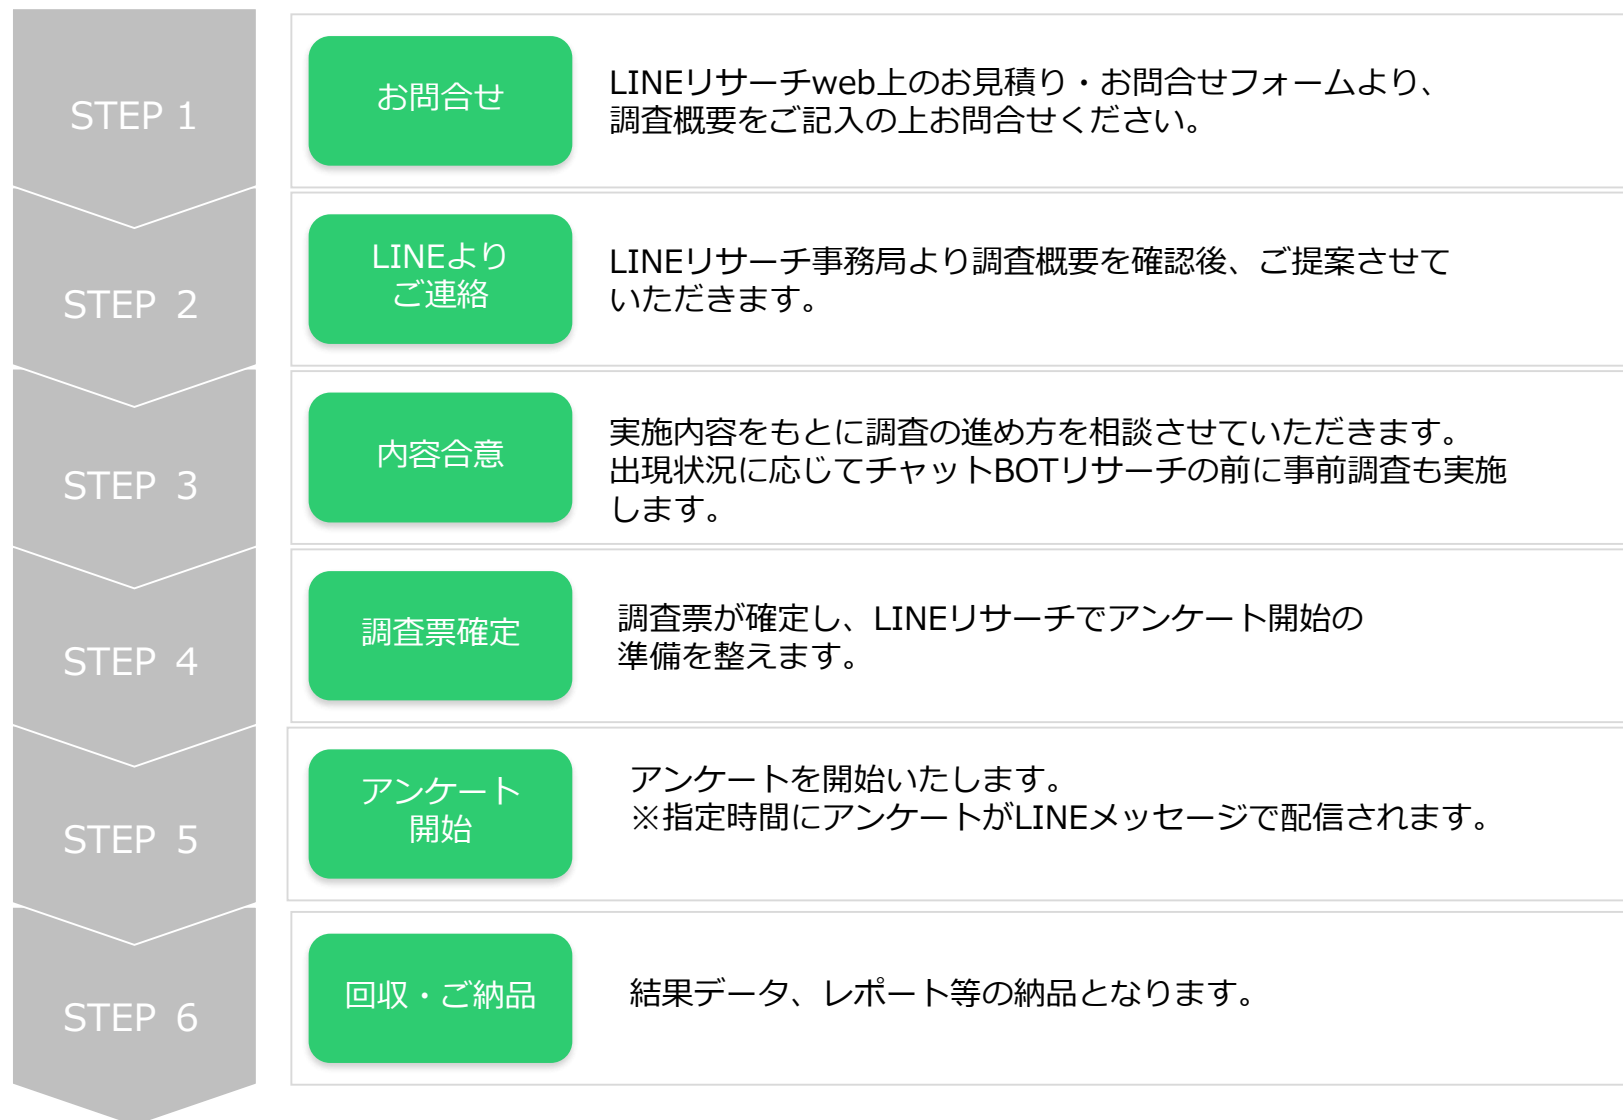 STEP 1
お問合せ
LINEリサーチweb上のお見積り・お問合せフォームより、
調査概要をご記入の上お問合せください。
STEP 2
LINEより
ご連絡
LINEリサーチ事務局より調査概要を確認後、ご提案させて
いただきます。
STEP 3
内容合意
実施内容をもとに調査の進め方を相談させていただきます。
出現状況に応じてチャットBOTリサーチの前に事前調査も実施
します。
STEP 4
調査票確定
調査票が確定し、LINEリサーチでアンケート開始の
準備を整えます。
STEP 5
アンケート
開始
アンケートを開始いたします。
※指定時間にアンケートがLINEメッセージで配信されます。
STEP 6
回収・ご納品
結果データ、レポート等の納品となります。